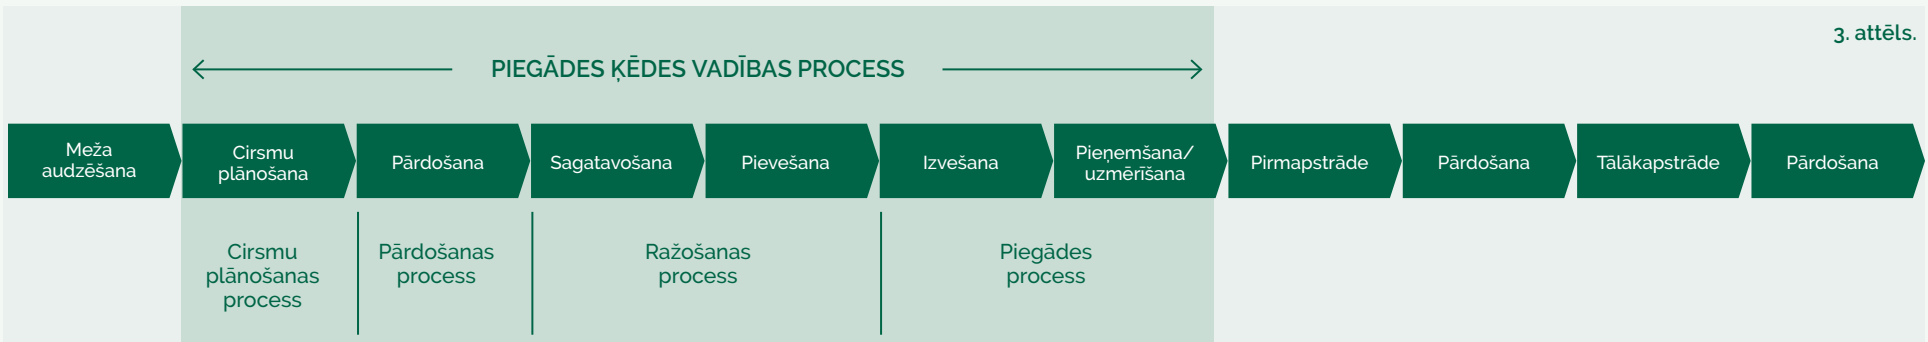 3. attēls.
PIEGĀDES ĶĒDES VADĪBAS PROCESS
Meža
audzēšana
Cirsmu
plānošana
Pārdošana
Sagatavošana
Pievešana
Izvešana
Pieņemšana/
uzmērīšana
Pirmapstrāde
Pārdošana
Tālākapstrāde
Pārdošana
Cirsmu
plānošanas
process
Pārdošanas
process
Ražošanas
process
Piegādes
process